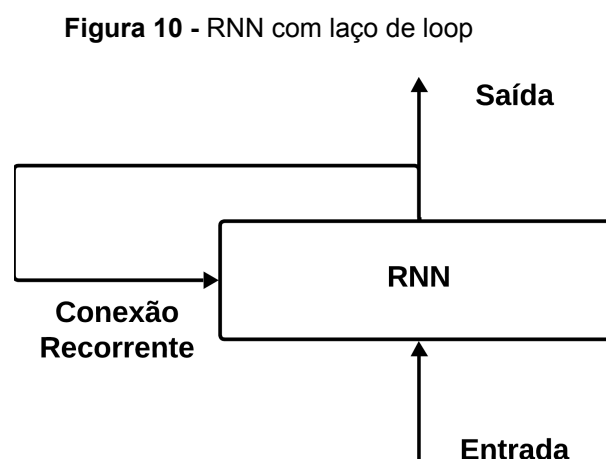 Figura 10 - RNN com laço de loop
Saída
RNN
Conexão
Recorrente
Entrada